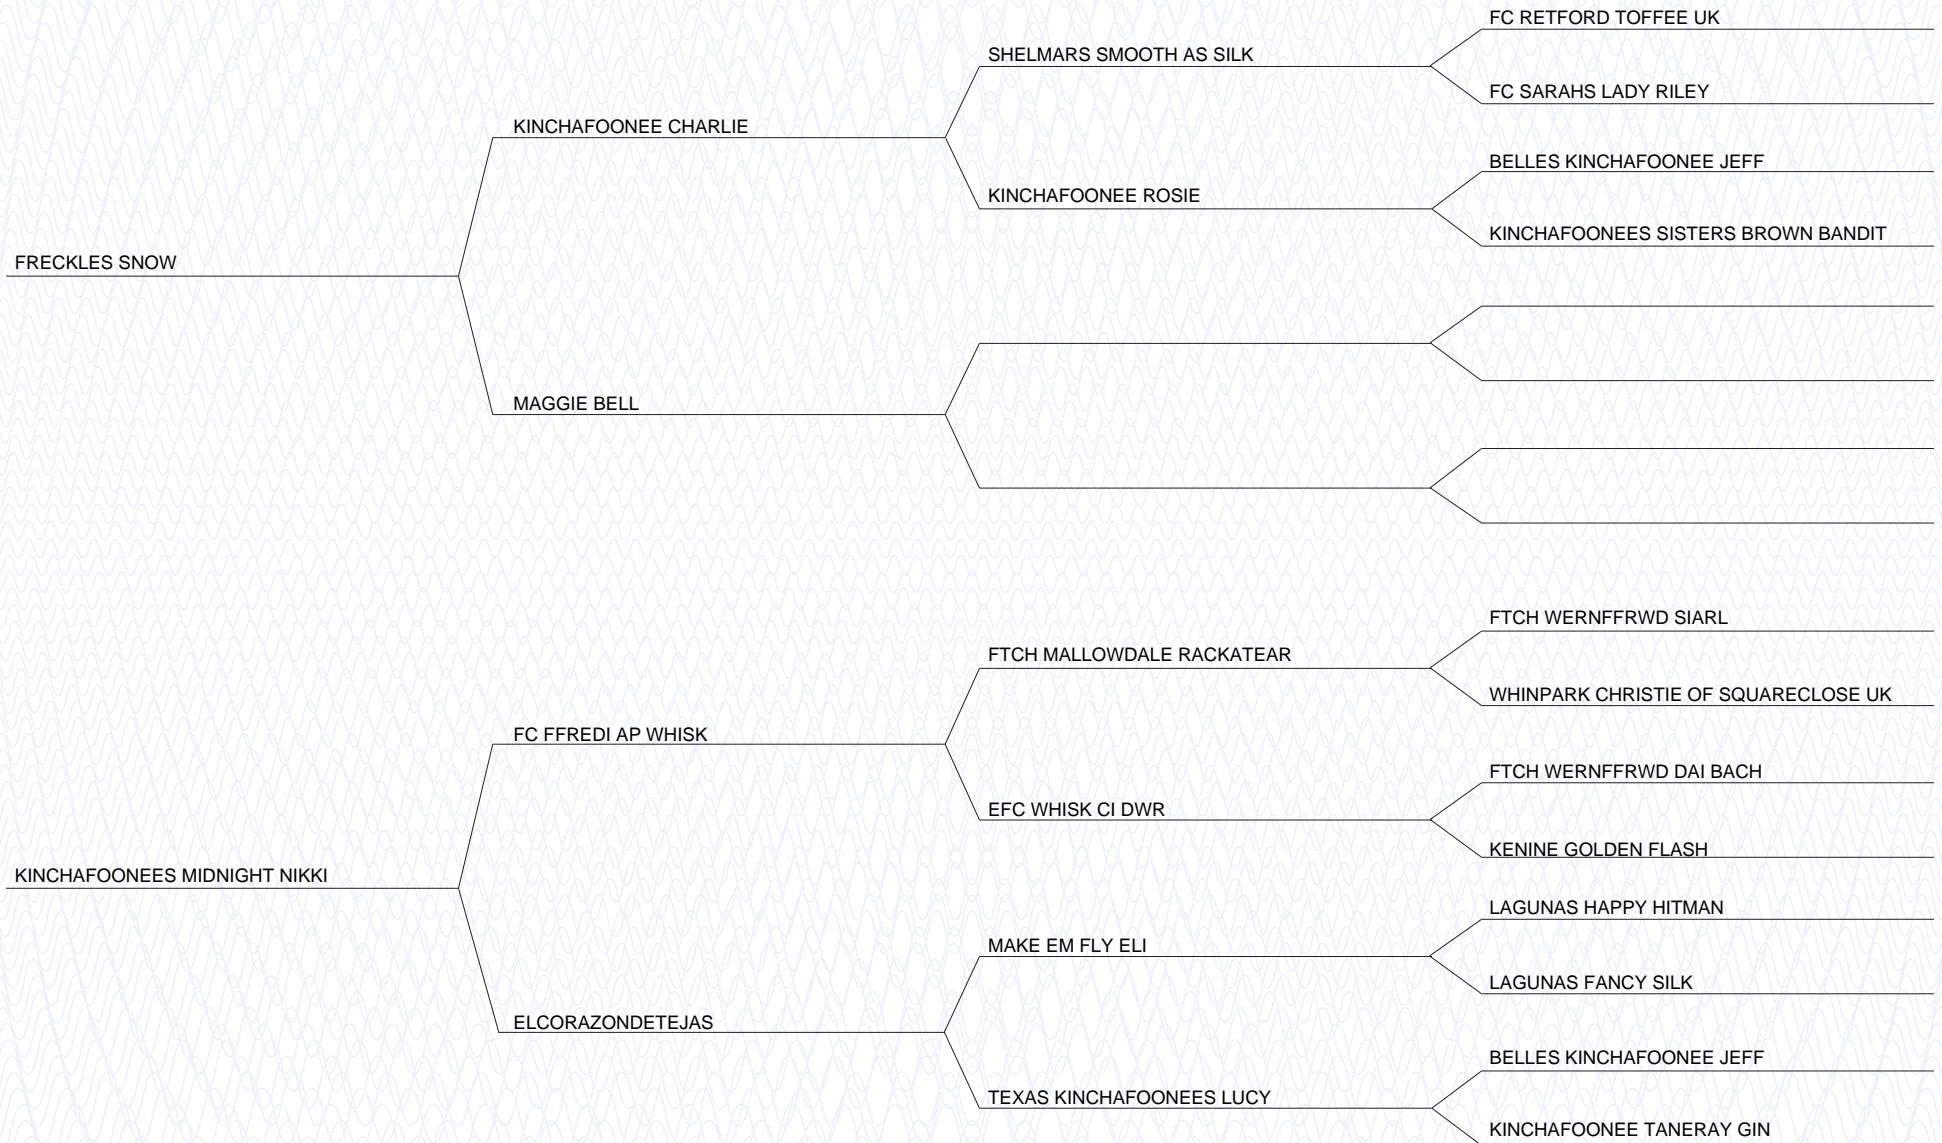 FC RETFORD TOFFEE UK
SHELMARS SMOOTH AS SILK
FC SARAHS LADY RILEY
KINCHAFOONEE CHARLIE
BELLES KINCHAFOONEE JEFF
KINCHAFOONEE ROSIE
KINCHAFOONEES SISTERS BROWN BANDIT
FRECKLES SNOW
MAGGIE BELL
FTCH WERNFFRWD SIARL
FTCH MALLOWDALE RACKATEAR
WHINPARK CHRISTIE OF SQUARECLOSE UK
FC FFREDI AP WHISK
FTCH WERNFFRWD DAI BACH
EFC WHISK CI DWR
KENINE GOLDEN FLASH
KINCHAFOONEES MIDNIGHT NIKKI
LAGUNAS HAPPY HITMAN
MAKE EM FLY ELI
LAGUNAS FANCY SILK
ELCORAZONDETEJAS
BELLES KINCHAFOONEE JEFF
TEXAS KINCHAFOONEES LUCY
KINCHAFOONEE TANERAY GIN